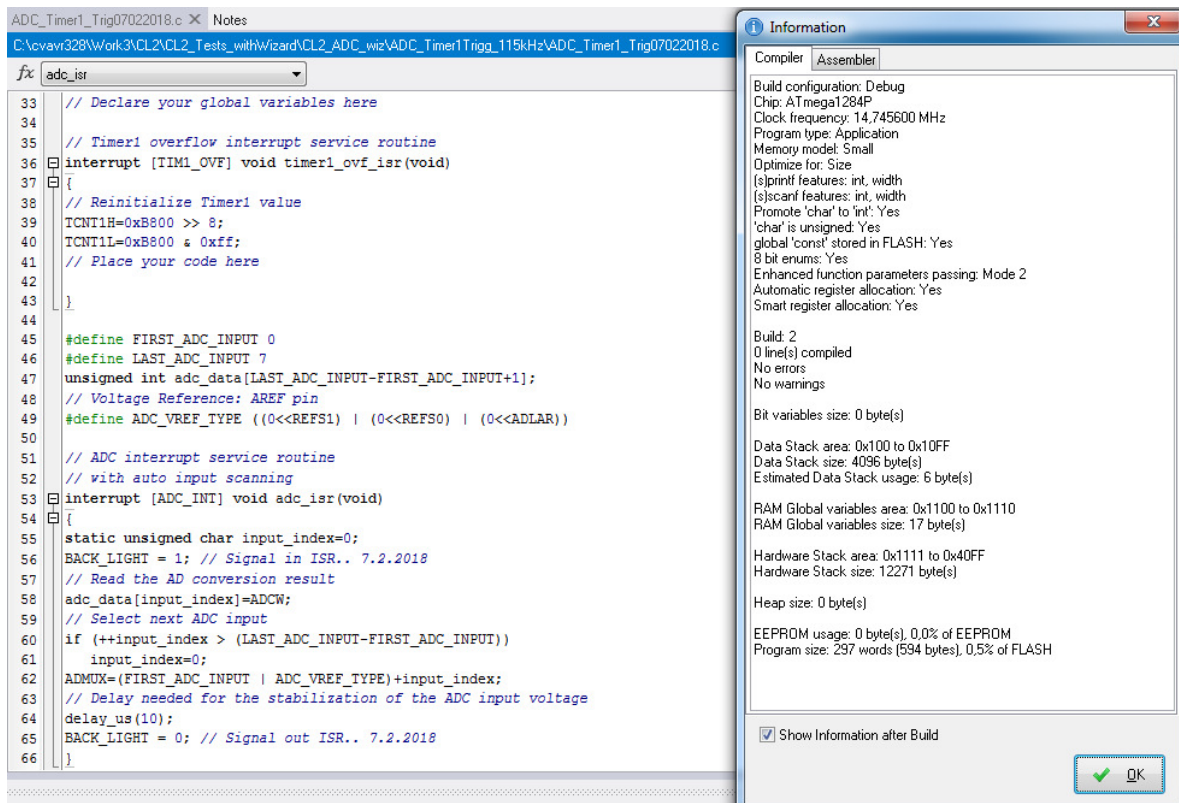 ADC_Timer1_Trig07022018.c Notes
C:\cvavr328\Work3\CL2\CL2_Tests_withWizard\CL2_ADC_wiz\ADC_Timer1Trigg_115kHz\ADC_Timer1_Trig07022018.c
fx adc_isr
33 // Declare your global variables here
34
35 // Timer1 overflow interrupt service routine
36 interrupt [TIM1_OVF] void timer1_ovf_isr(void)
37 {
38 // Reinitialize Timer1 value
39 TCNT1H=0xB800 >> 8;
40 TCNT1L=0xB800 & 0xff;
41 // Place your code here
42
43 }
44
45 #define FIRST_ADC_INPUT 0
46 #define LAST_ADC_INPUT 7
47 unsigned int adc_data[LAST_ADC_INPUT-FIRST_ADC_INPUT+1];
48 // Voltage Reference: AREF pin
49 #define ADC_VREF_TYPE ((0<<REFS1) | (0<<REFS0) | (0<<ADLAR))
50
51 // ADC interrupt service routine
52 // with auto input scanning
53 interrupt [ADC_INT] void adc_isr(void)
54 {
55 static unsigned char input_index=0;
56 BACK_LIGHT = 1; // Signal in ISR.. 7.2.2018
57 // Read the AD conversion result
58 adc_data[input_index]=ADCW;
59 // Select next ADC input
60 if (++input_index > (LAST_ADC_INPUT-FIRST_ADC_INPUT))
61 input_index=0;
62 ADMUX=(FIRST_ADC_INPUT | ADC_VREF_TYPE)+input_index;
63 // Delay needed for the stabilization of the ADC input voltage
64 delay_us(10);
65 BACK_LIGHT = 0; // Signal out ISR.. 7.2.2018
66 }
Information
Compiler Assembler
Build configuration: Debug
Chip: ATmega1284P
Clock frequency: 14,745600 MHz
Program type: Application
Memory model: Small
Optimize for: Size
(s)printf features: int, width
(s)scanf features: int, width
Promote 'char' to 'int': Yes
'char' is unsigned: Yes
global 'const' stored in FLASH: Yes
8 bit enums: Yes
Enhanced function parameters passing: Mode 2
Automatic register allocation: Yes
Smart register allocation: Yes
Build: 2
0 line(s) compiled
No errors
No warnings
Bit variables size: 0 byte(s)
Data Stack area: 0x100 to 0x10FF
Data Stack size: 4096 byte(s)
Estimated Data Stack usage: 6 byte(s)
RAM Global variables area: 0x1100 to 0x1110
RAM Global variables size: 17 byte(s)
Hardware Stack area: 0x1111 to 0x40FF
Hardware Stack size: 12271 byte(s)
Heap size: 0 byte(s)
EEPROM usage: 0 byte(s), 0,0% of EEPROM
Program size: 297 words (594 bytes), 0,5% of FLASH
Show Information after Build
OK